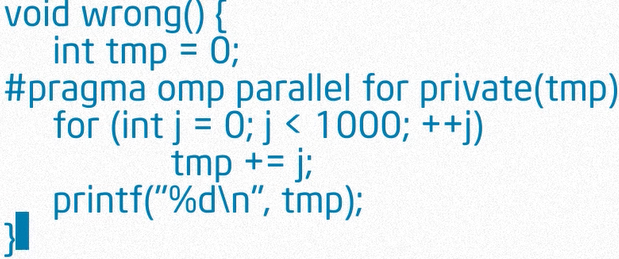 void wrong() {
int tmp = 0;
#pragma omp parallel for private(tmp)
for (int j = 0; j < 1000; ++j)
tmp += j;
printf("%d\n", tmp);
}